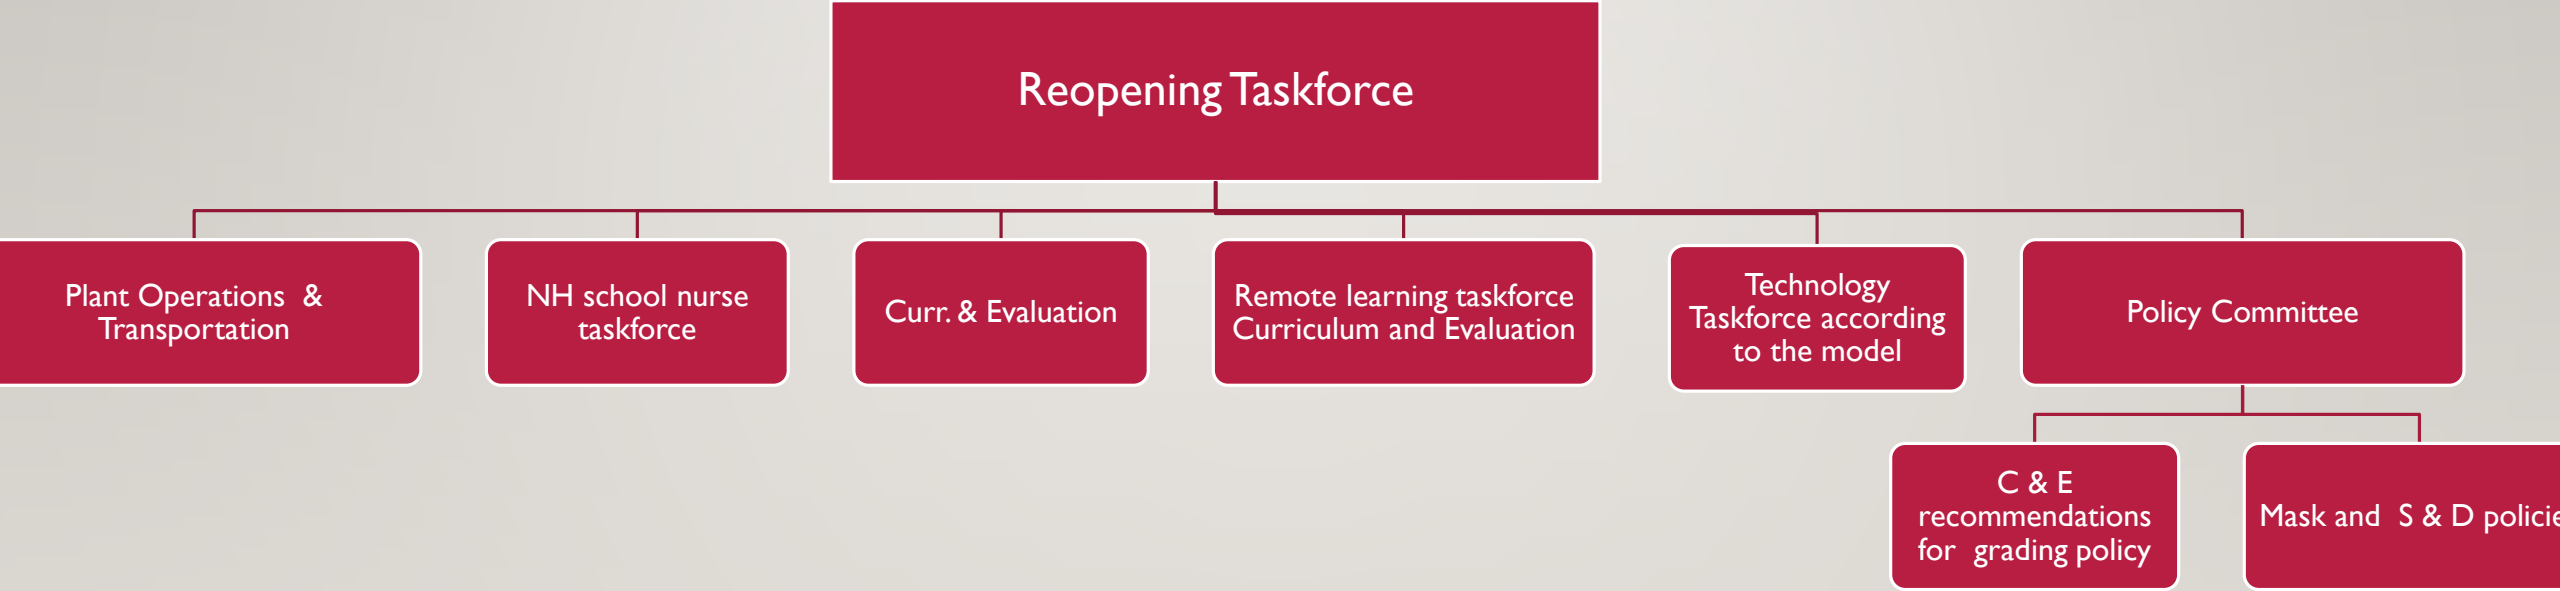 Reopening Taskforce
Plant Operations  &
Transportation
NH school nurse
taskforce
Curr. & Evaluation
Remote learning taskforce
Curriculum and Evaluation
Technology
Taskforce according
to the model
Policy Committee
C & E
recommendations
for  grading policy
Mask and  S & D